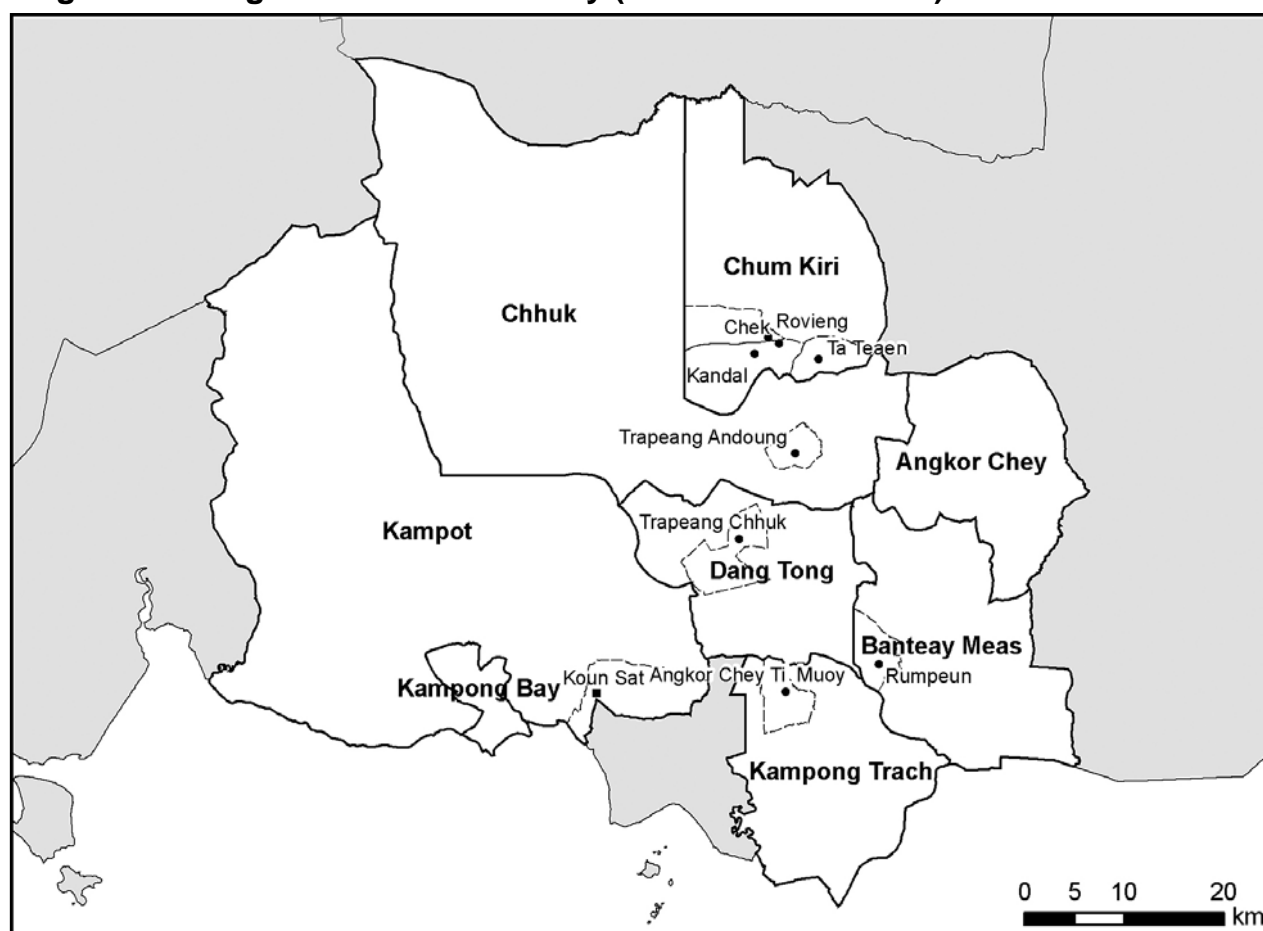 Chum Kiri
Chhuk
Chek
Rovieng
Ta Teaen
Kandal
Trapeang Andoung
Angkor Chey
Trapeang Chhuk
Kampot
Dang Tong
Banteay Meas
Rumpeun
Koun Sat
Angkor Chey Ti Muoy
Kampong Bay
Kampong Trach
0 5 10 20
km